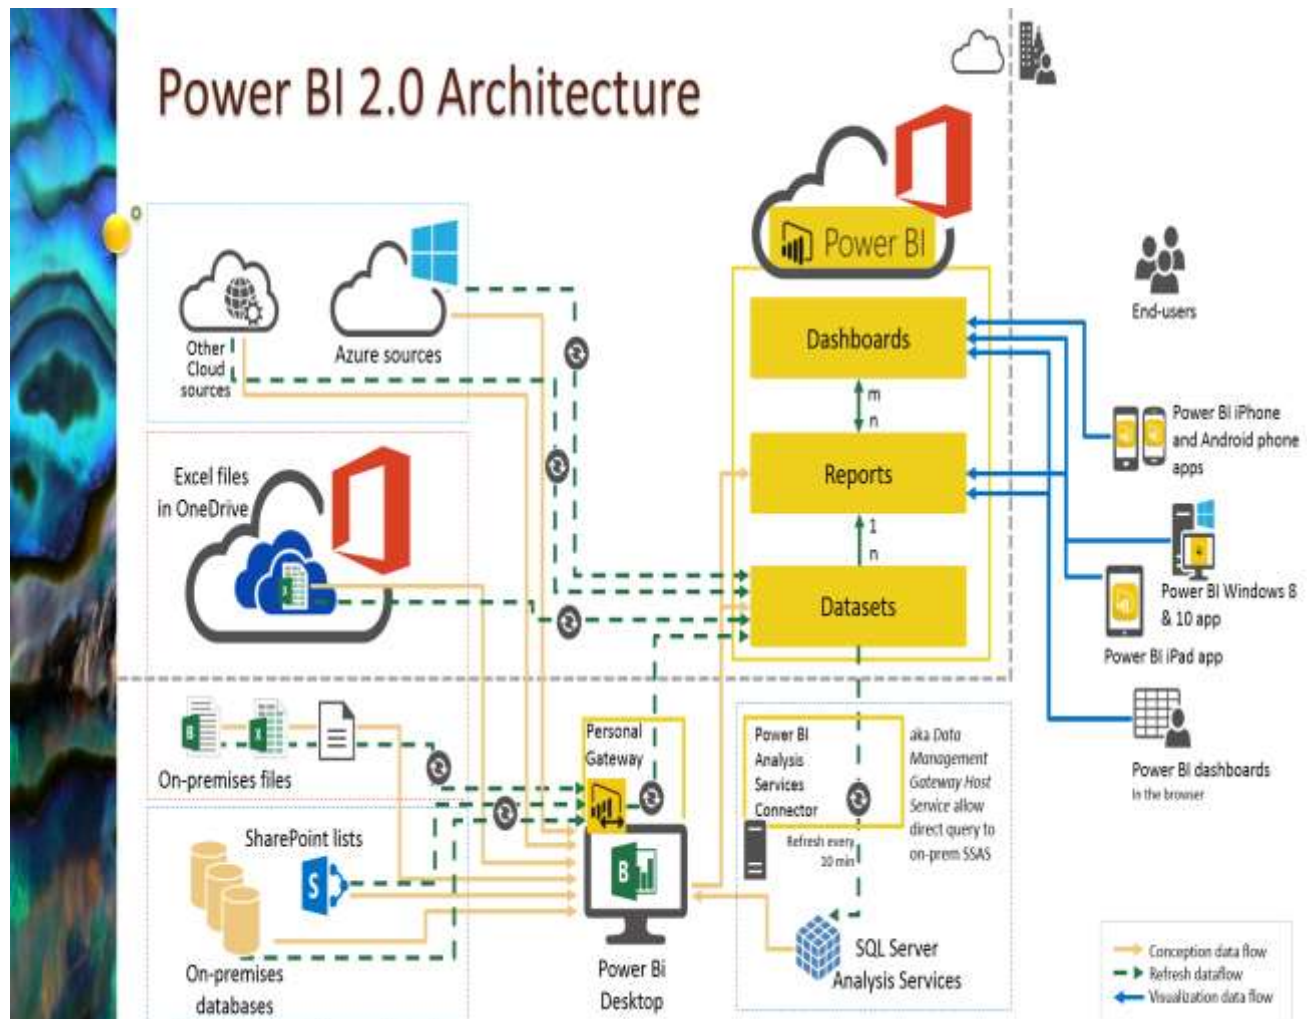 Power BI 2.0 Architecture
Power BI
Other
Cloud
sources
Azure sources
Dashboards
m
n
Reports
1
n
Datasets
End-users
Power BI iPhone
and Android phone
apps
Power BI Windows 8
& 10 app
Power BI iPad app
Power BI dashboards
In the browser
Excel files
in OneDrive
On-premises files
SharePoint lists
On-premises
databases
Personal
Gateway
Power Bi
Desktop
Power BI
Analysis
Services
Connector
aka Data
Management
Gateway Host
Service allow
direct query to
on-prem SSAS
Refresh every
10 min
SQL Server
Analysis Services
Conception data flow
Refresh dataflow
Visualization data flow